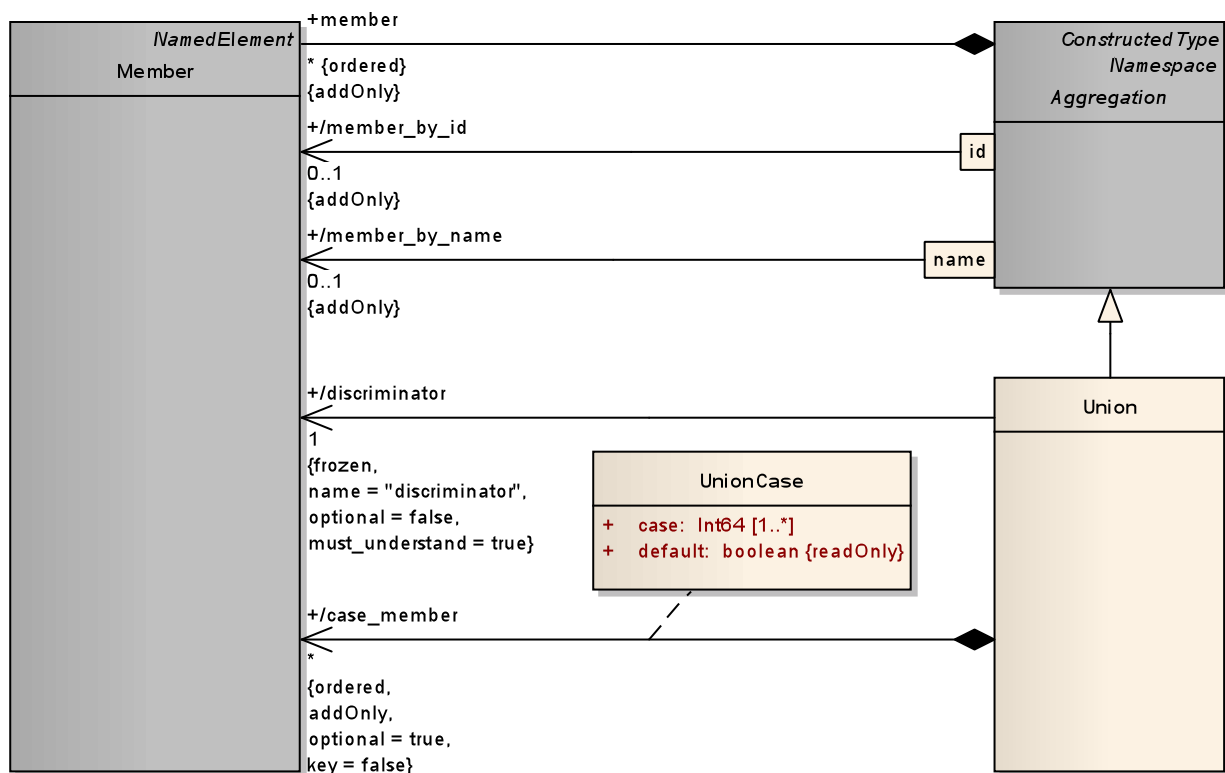 +member
NamedElement
Member
* {ordered}
{addOnly}
Constructed Type
Namespace
Aggregation
+/member_by_id
id
0..1
{addOnly}
+/member_by_name
name
0..1
{addOnly}
+/discriminator
Union
1
{frozen,
name = "discriminator",
optional = false,
must_understand = true}
UnionCase
+ case: Int64 [1..*]
+ default: boolean {readOnly}
+/case_member
*
{ordered,
addOnly,
optional = true,
key = false}